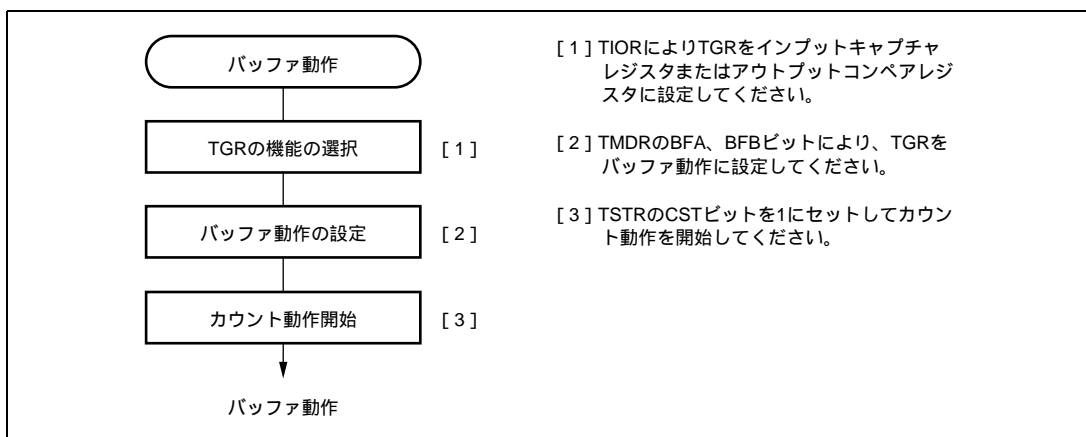 バッファ動作
TGRの機能の選択 [1]
バッファ動作の設定 [2]
カウント動作開始 [3]
バッファ動作
[1] TIORによりTGRをインプットキャプチャ
レジスタまたはアウトプットコンペアレジ
スタに設定してください。
[2] TMDRのBFA、BFBビットにより、TGRを
バッファ動作に設定してください。
[3] TSTRのCSTビットを1にセットしてカウン
ト動作を開始してください。